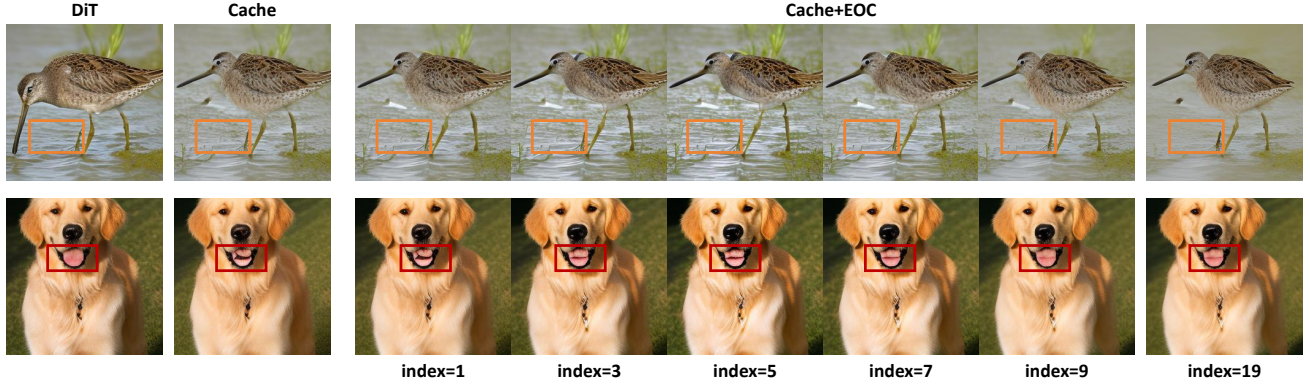 DiT
Cache
Cache+EOC
index=1
index=3
index=5
index=7
index=9
index=19